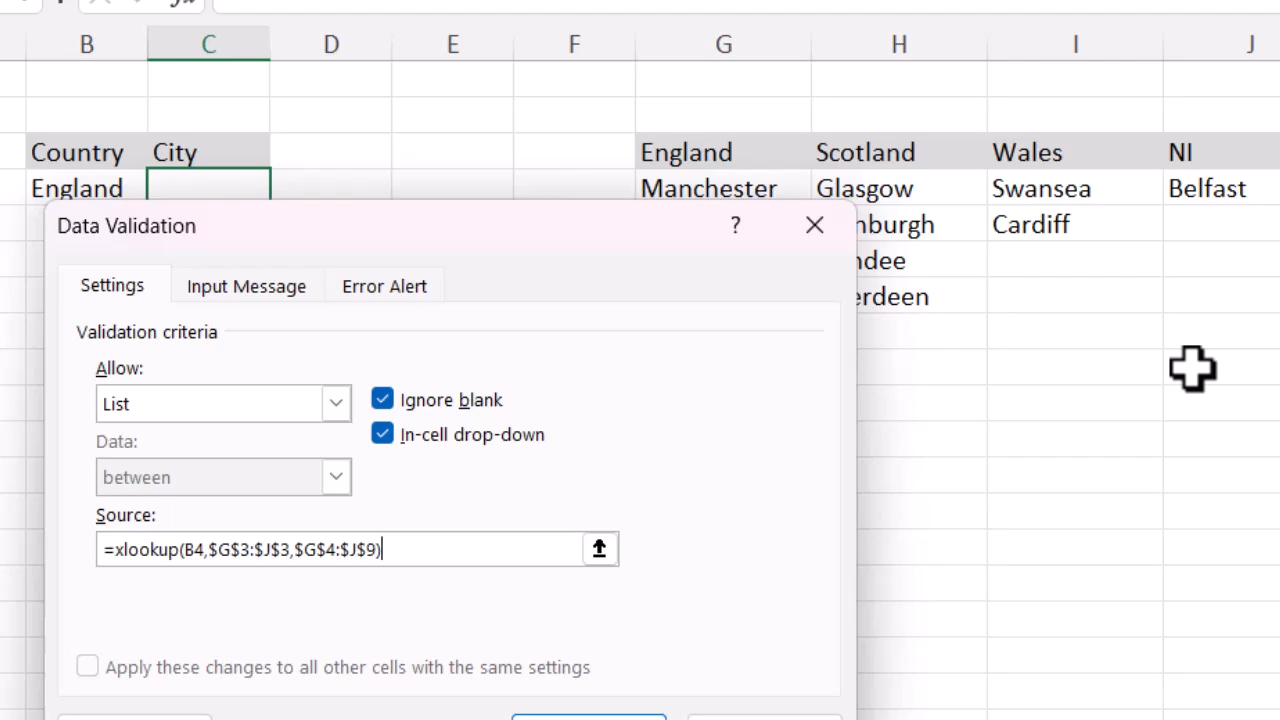 B C D E F G H I J
Country City England Scotland Wales NI
England Manchester Glasgow Swansea Belfast
Data Validation ? nburgh Cardiff
ndee
Settings Input Message Error Alert erdeen
Validation criteria
Allow:
List Ignore blank
In-cell drop-down
Data:
between
Source:
=xlookup(B4,$G$3:$J$3,$G$4:$J$9)
Apply these changes to all other cells with the same settings